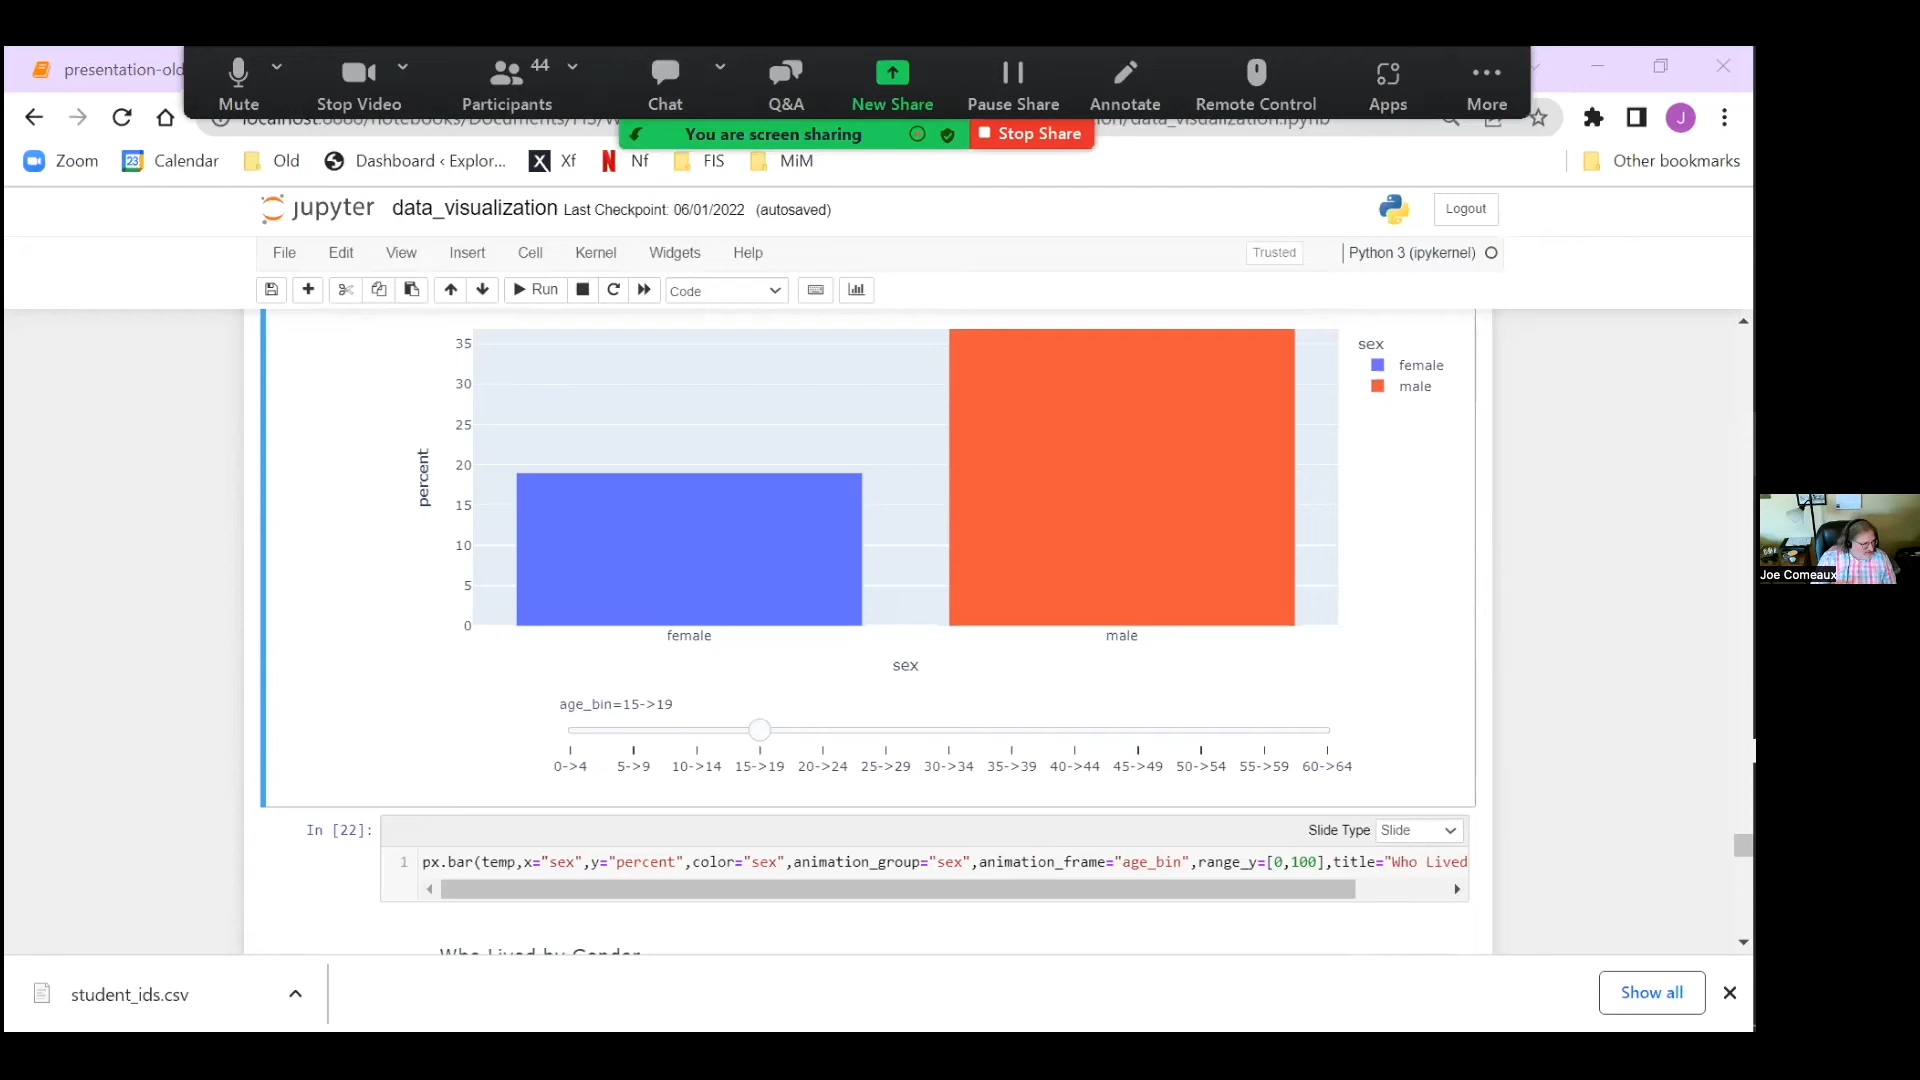 presentation-old
Mute
Stop Video
44
Participants
Chat
Q&A
New Share
Pause Share
Annotate
Remote Control
Apps
More
You are screen sharing
Stop Share
J
Zoom
23
Calendar
Old
Dashboard ‹ Explor...
X
Xf
N
Nf
FIS
MiM
Other bookmarks
jupyter data_visualization Last Checkpoint: 06/01/2022 (autosaved)
Logout
File Edit View Insert Cell Kernel Widgets Help
Trusted
Python 3 (ipykernel)
Run
Code
35
30
25
20
15
10
5
0
percent
female
male
sex
sex
female
male
age_bin=15->19
0->4 5->9 10->14 15->19 20->24 25->29 30->34 35->39 40->44 45->49 50->54 55->59 60->64
In [22]:
Slide Type Slide
1 px.bar(temp,x="sex",y="percent",color="sex",animation_group="sex",animation_frame="age_bin",range_y=[0,100],title="Who Lived
Who Lived by Gender
student_ids.csv
Show all
Joe Comeaux